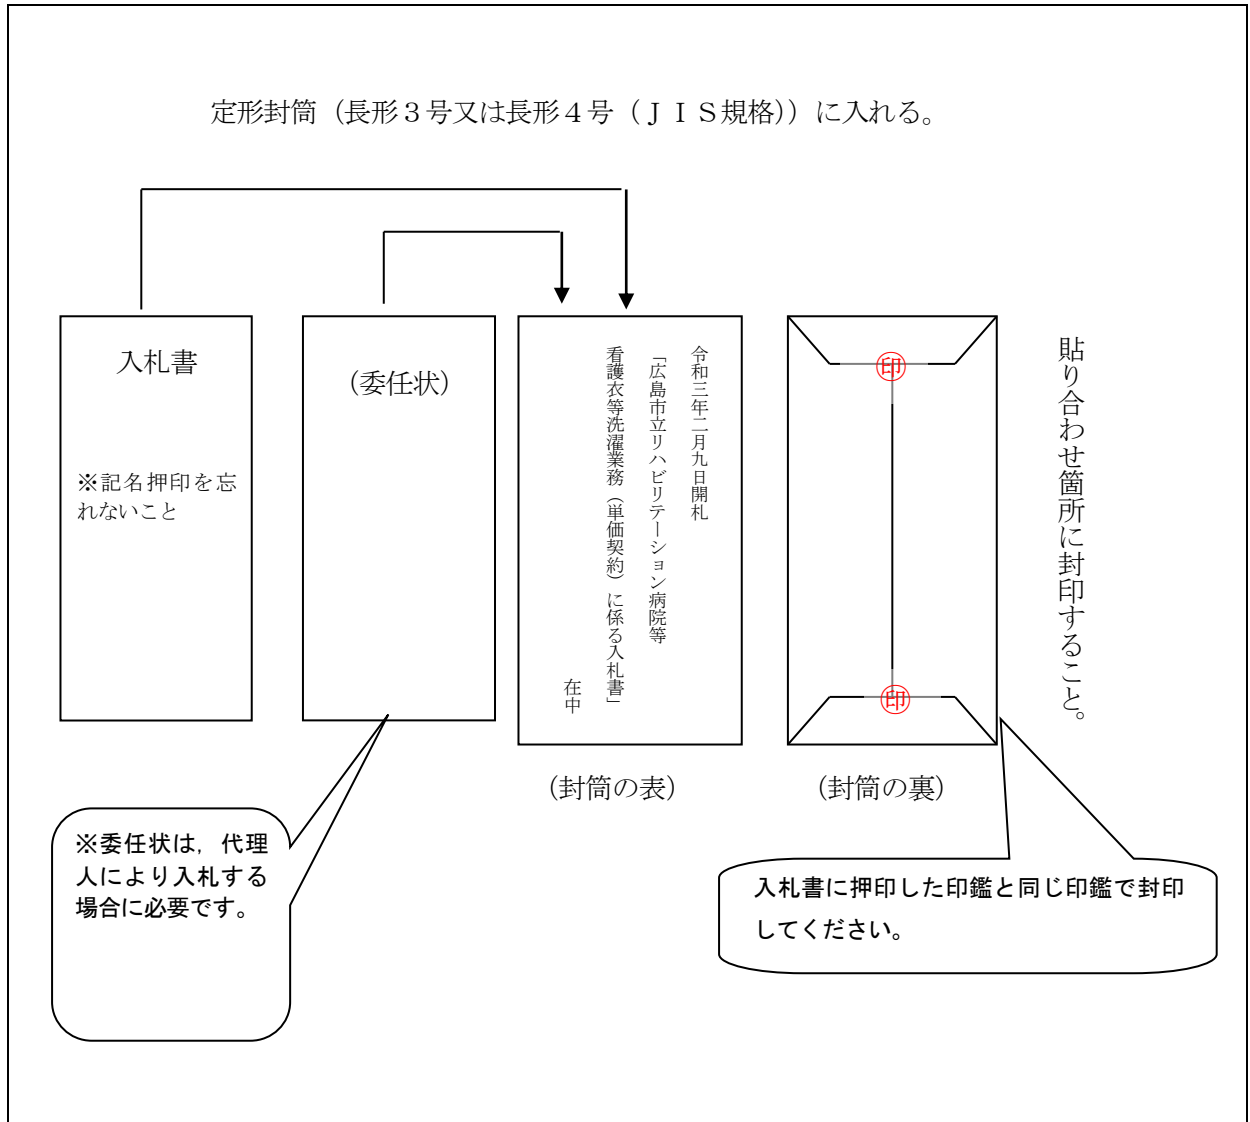 定形封筒（長形３号又は長形４号（ＪＩＳ規格））に入れる。
入札書
※記名押印を忘
れないこと
（委任状）
令和三年二月九日開札
「広島市立リハビリテーション病院等
看護衣等洗濯業務（単価契約）に係る入札書」
在中
印
印
貼り合わせ箇所に封印すること。
（封筒の表）
（封筒の裏）
※委任状は，代理
人により入札する
場合に必要です。
入札書に押印した印鑑と同じ印鑑で封印
してください。